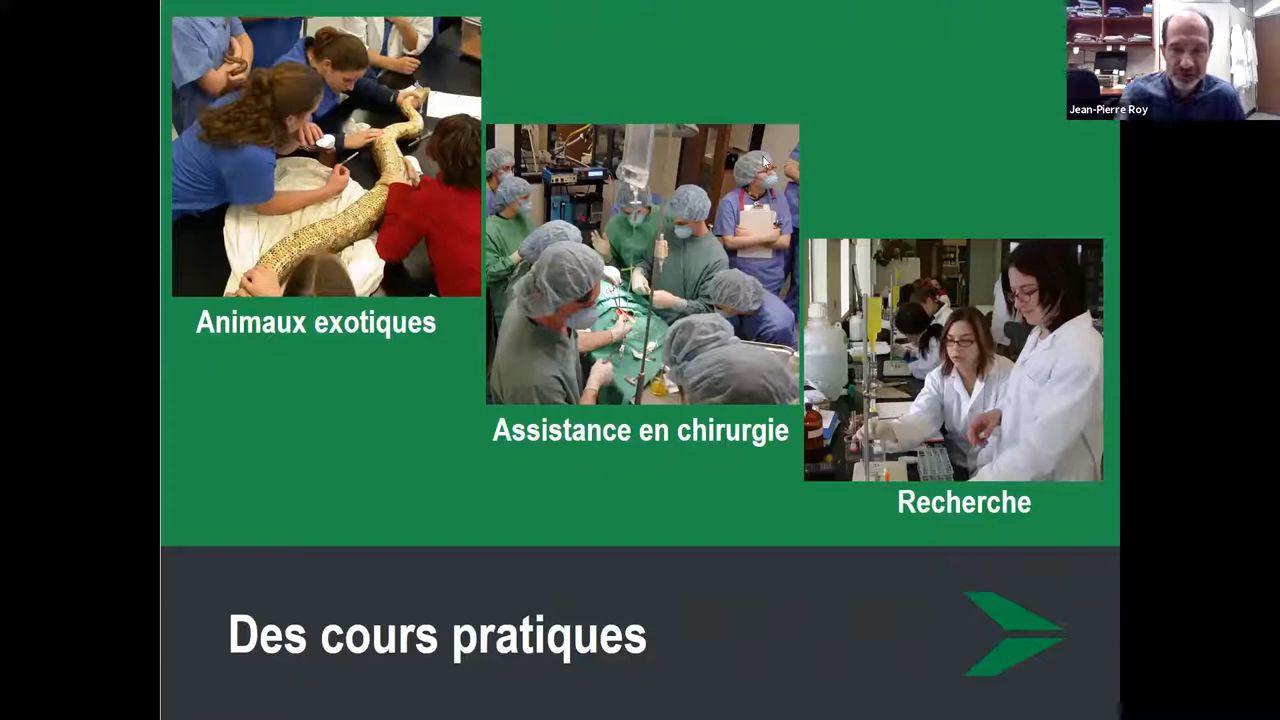 Jean-Pierre Roy
Animaux exotiques
Assistance en chirurgie
Recherche
Des cours pratiques